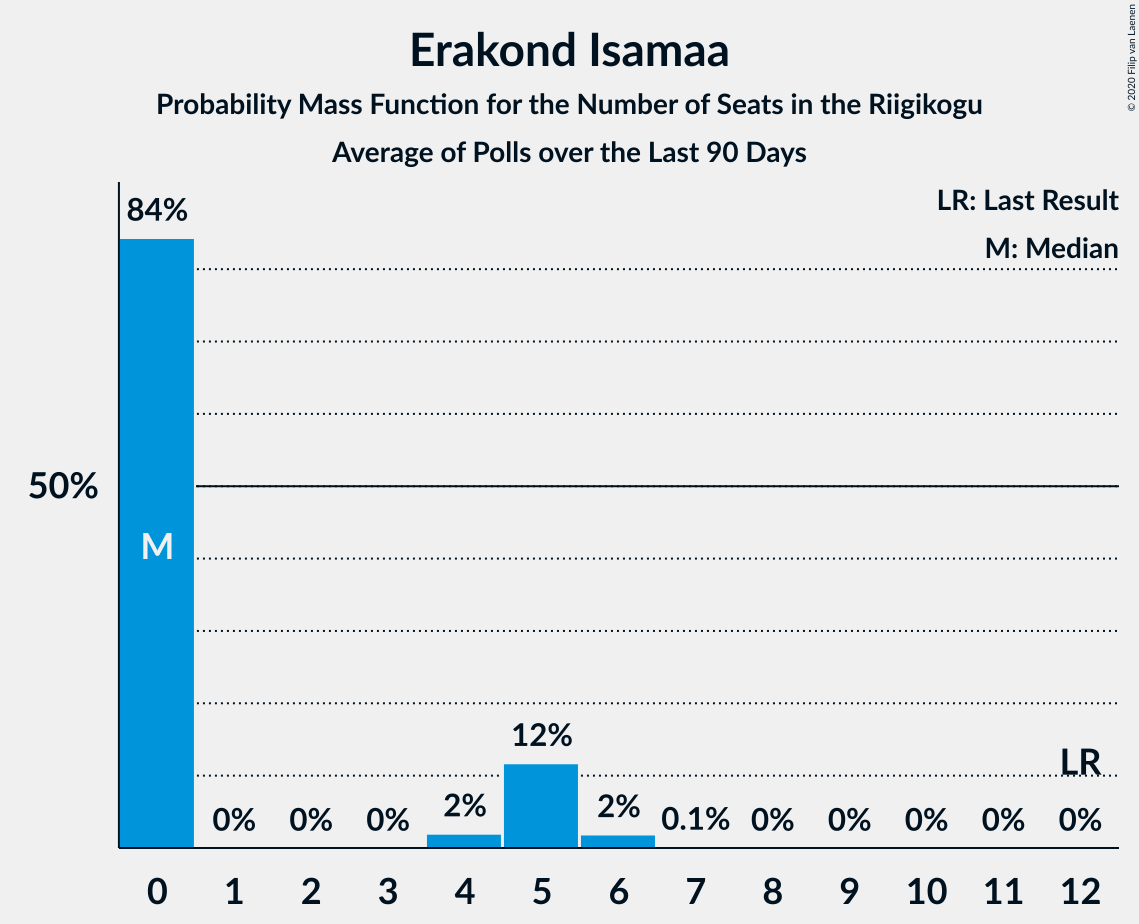 Erakond Isamaa
Probability Mass Function for the Number of Seats in the Riigikogu
Average of Polls over the Last 90 Days
© 2020 Filip van Laenen
LR: Last Result
M: Median
84%
50%
M
12%
LR
2%
2%
0%
0%
0%
0.1%
0%
0%
0%
0%
0%
0 1 2 3 4 5 6 7 8 9 10 11 12